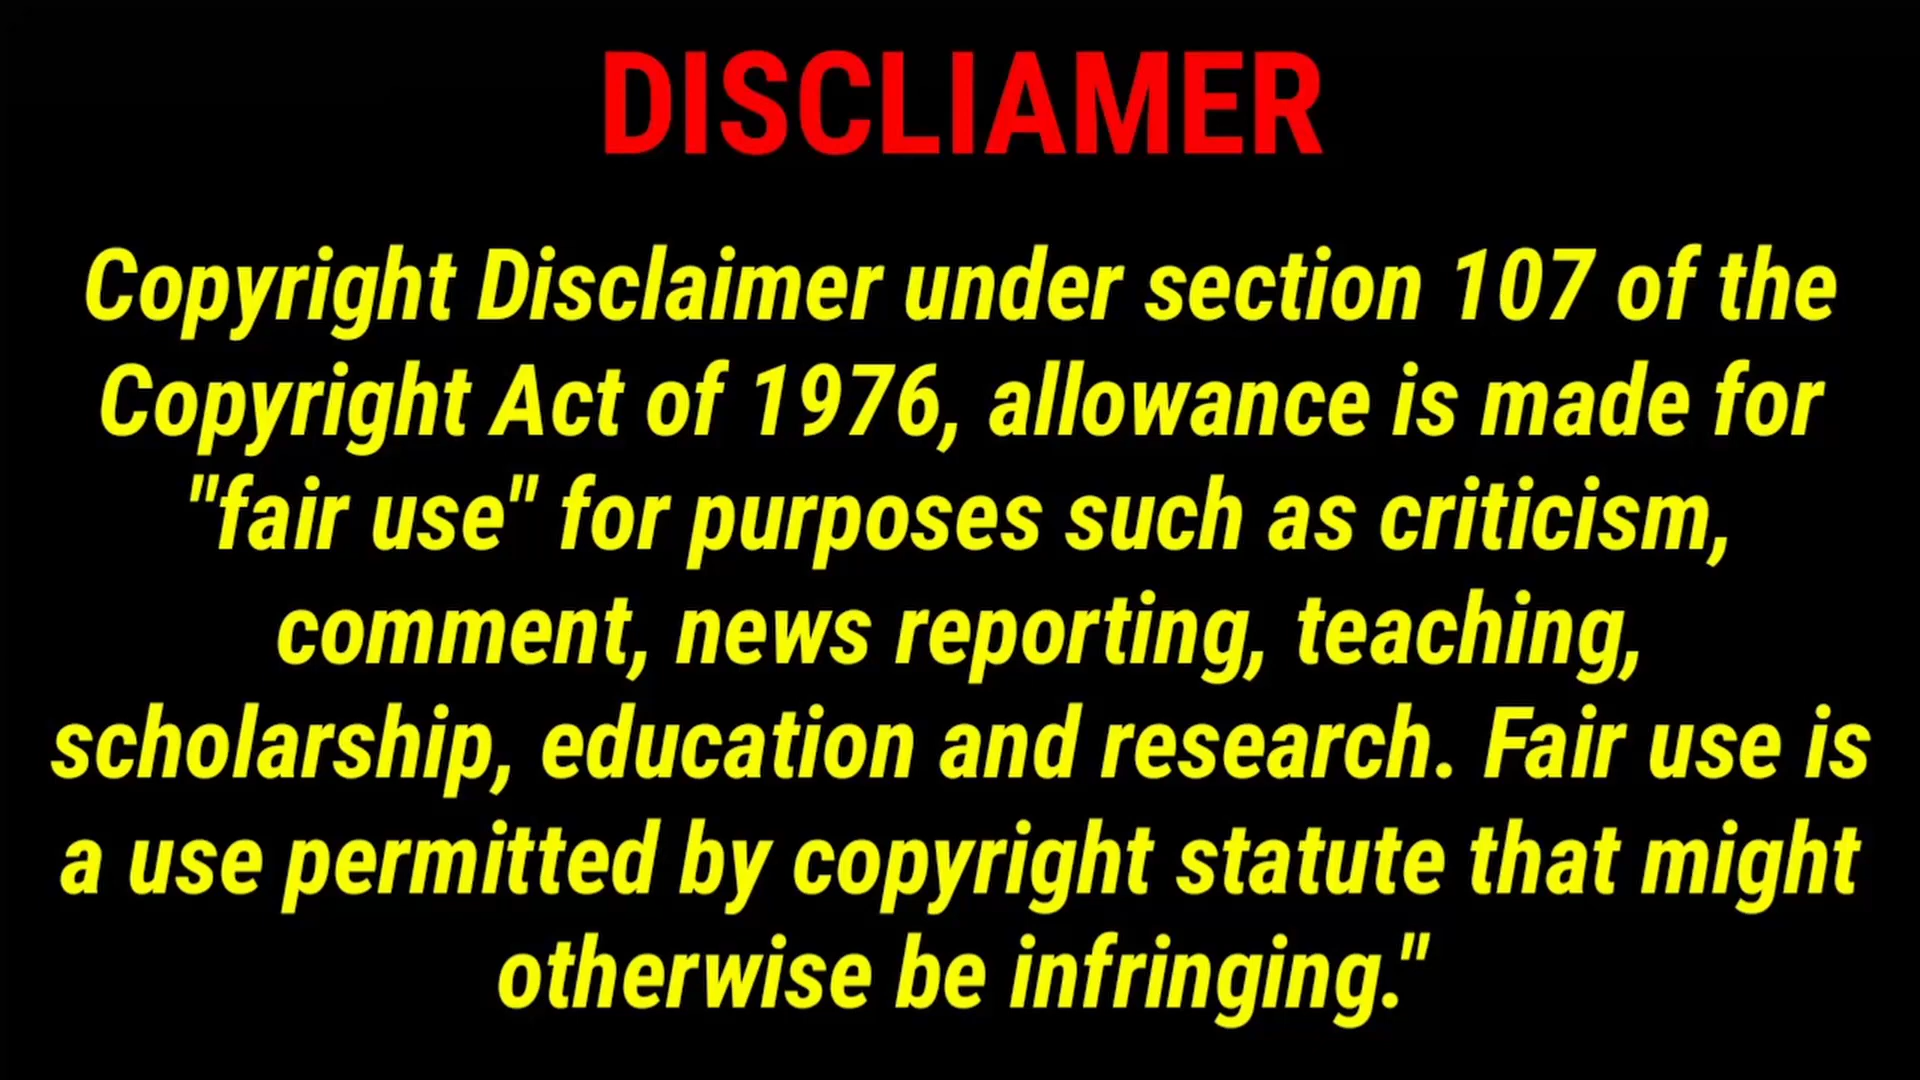 DISCLIAMER
Copyright Disclaimer under section 107 of the
Copyright Act of 1976, allowance is made for
"fair use" for purposes such as criticism,
comment, news reporting, teaching,
scholarship, education and research. Fair use is
a use permitted by copyright statute that might
otherwise be infringing."